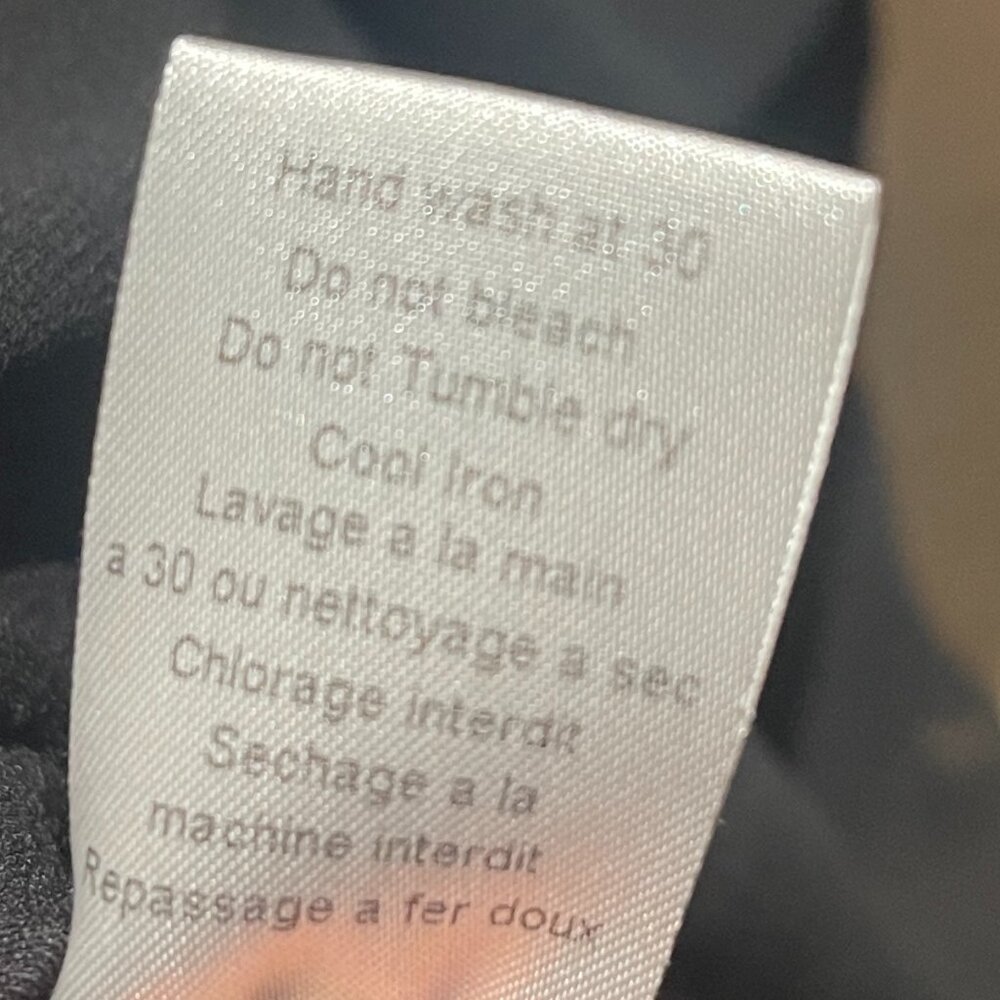 Hand wash at 30
Do not bleach
Do not Tumble dry
Cool Iron
Lavage a la main
a 30 ou nettoyage a sec
Chlorage interdit
Sechage a la
machine interdit
Repassage a fer doux